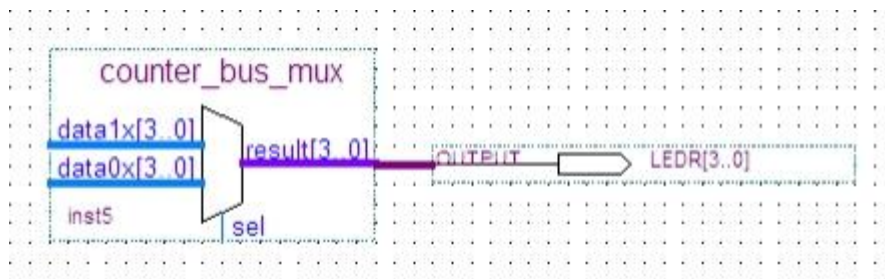 counter_bus_mux
data1x[3..0]
result[3..0]
data0x[3..0]
inst5
sel
OUTPUT
LEDR[3..0]